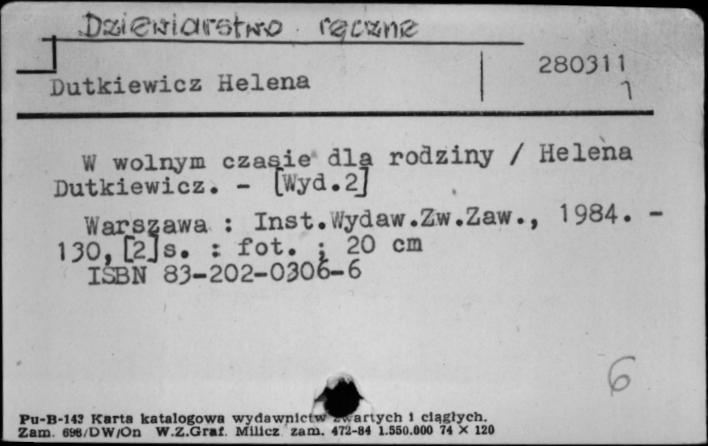 Dziewiarstwo ręczne
280311
Dutkiewicz Helena
1
W wolnym czasie dla rodziny / Helena
Dutkiewicz. - [Wyd.2]
Warszawa : Inst.Wydaw.Zw.Zaw., 1984. -
130,[2]s. : fot. ; 20 cm
ISBN 83-202-0306-6
6
Pu-B-143 Karta katalogowa wydawnictw zwartych i ciągłych.
Zam. 698/DW/On W.Z.Graf. Milicz zam. 472-84 1.550.000 74 X 120